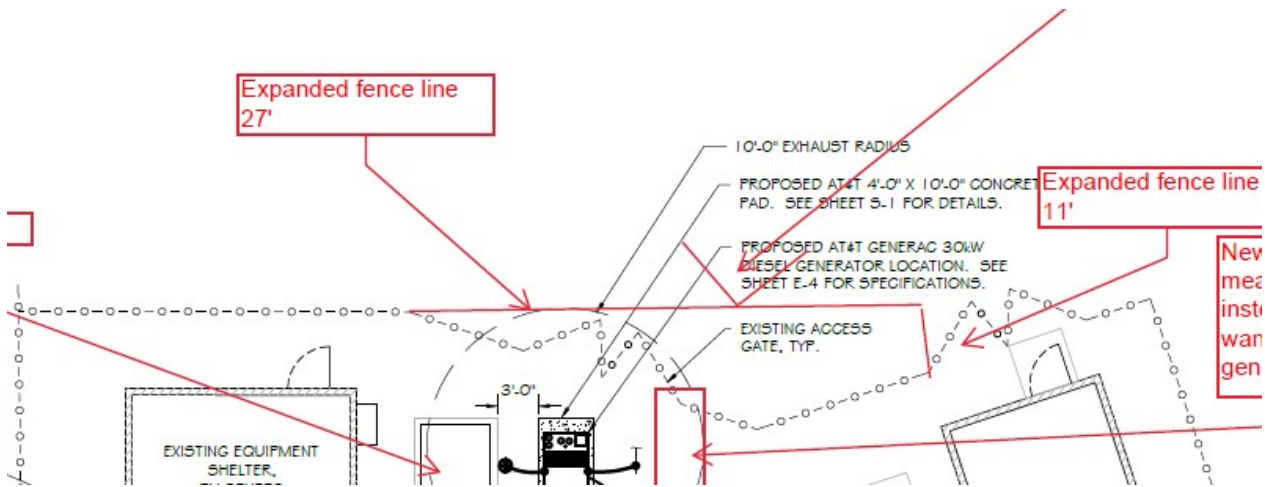 Expanded fence line
27'
10'-0" EXHAUST RADIUS
PROPOSED AT&T 4'-0" X 10'-0" CONCRET
PAD. SEE SHEET S-1 FOR DETAILS.
Expanded fence line
11'
PROPOSED AT&T GENERAC 30kW
DIESEL GENERATOR LOCATION. SEE
SHEET E-4 FOR SPECIFICATIONS.
New
mea
inste
wan
gen
EXISTING ACCESS
GATE, TYP.
3'-0"
EXISTING EQUIPMENT
SHELTER,